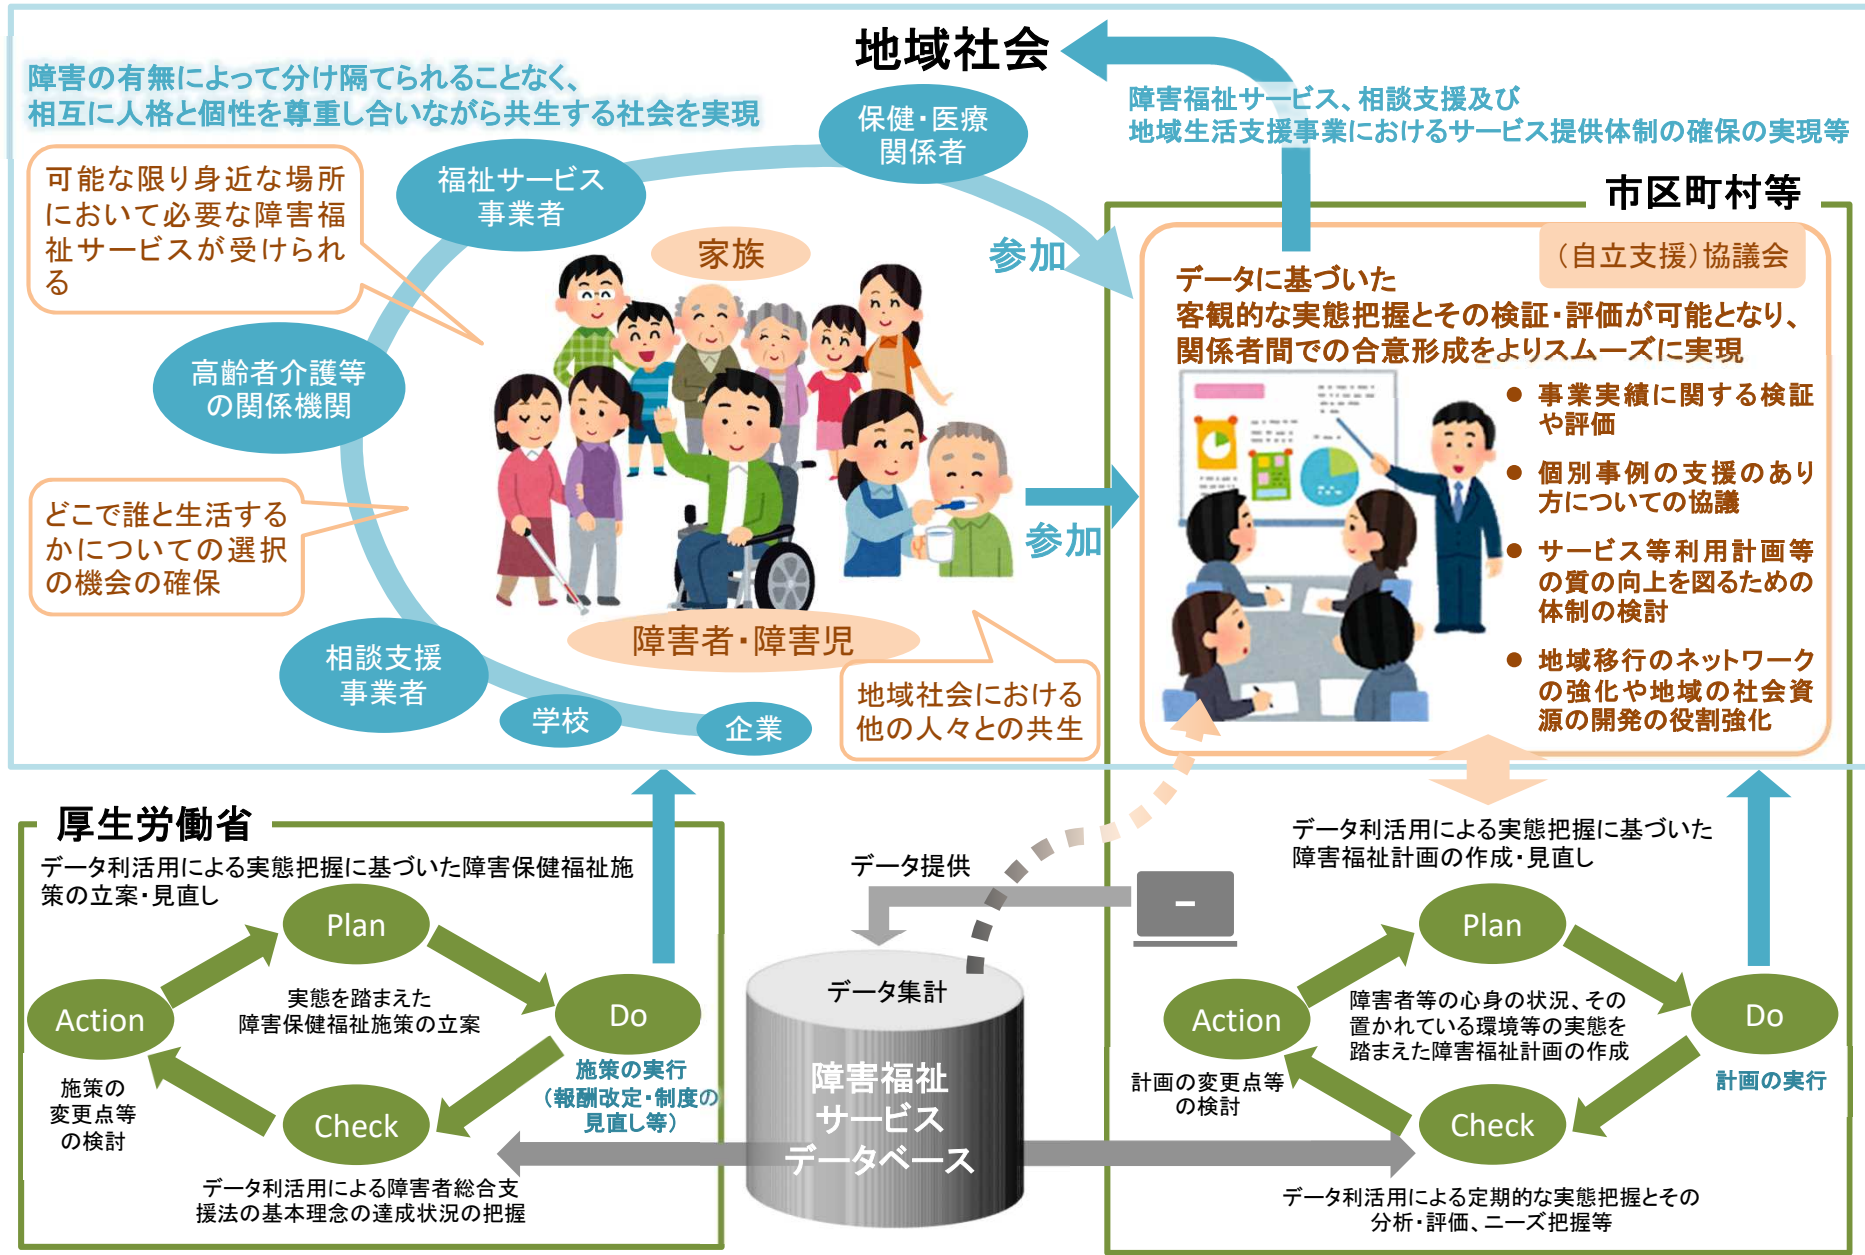 地域社会
障害の有無によって分け隔てられることなく、
相互に人格と個性を尊重し合いながら共生する社会を実現
障害福祉サービス、相談支援及び
地域生活支援事業におけるサービス提供体制の確保の実現等
保健・医療
関係者
福祉サービス
事業者
可能な限り身近な場所
において必要な障害福
祉サービスが受けられ
る
家族
参加
高齢者介護等
の関係機関
どこで誰と生活する
かについての選択
の機会の確保
参加
障害者・障害児
相談支援
事業者
学校
企業
地域社会における
他の人々との共生
市区町村等
（自立支援）協議会
データに基づいた
客観的な実態把握とその検証・評価が可能となり、
関係者間での合意形成をよりスムーズに実現
● 事業実績に関する検証
や評価
● 個別事例の支援のあり
方についての協議
● サービス等利用計画等
の質の向上を図るための
体制の検討
● 地域移行のネットワーク
の強化や地域の社会資
源の開発の役割強化
厚生労働省
データ利活用による実態把握に基づいた障害保健福祉施
策の立案・見直し
Plan
Action
実態を踏まえた
障害保健福祉施策の立案
Do
施策の
変更点等
の検討
Check
施策の実行
（報酬改定・制度の
見直し等）
データ利活用による障害者総合支
援法の基本理念の達成状況の把握
データ提供
データ集計
障害福祉
サービス
データベース
データ利活用による実態把握に基づいた
障害福祉計画の作成・見直し
Plan
Action
障害者等の心身の状況、その
置かれている環境等の実態を
踏まえた障害福祉計画の作成
Do
計画の変更点等
の検討
Check
計画の実行
データ利活用による定期的な実態把握とその
分析・評価、ニーズ把握等